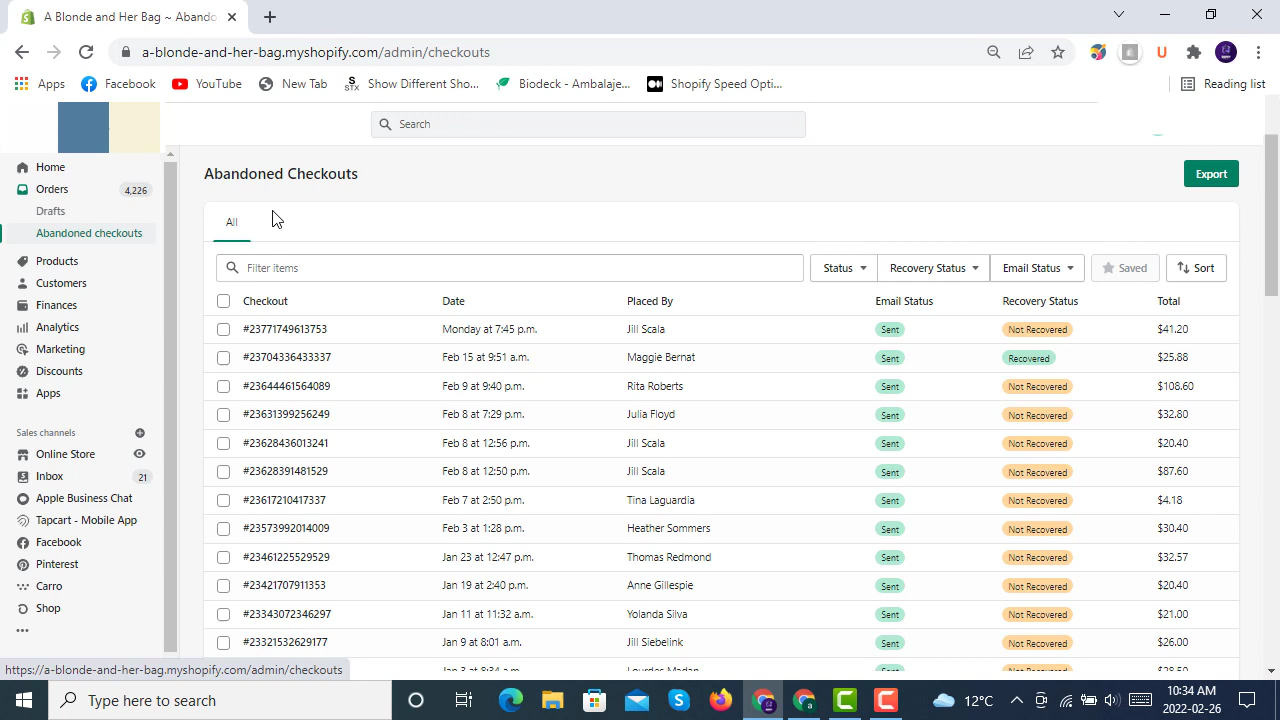 A Blonde and Her Bag ~ Abando
a-blonde-and-her-bag.myshopify.com/admin/checkouts
Apps Facebook YouTube New Tab STX Show Different Sho... Biodeck - Ambalaje... Shopify Speed Opti... Reading list
Search
Home
Orders 4,226
Drafts
Abandoned checkouts
Products
Customers
Finances
Analytics
Marketing
Discounts
Apps
Sales channels
Online Store
Inbox 21
Apple Business Chat
Tapcart - Mobile App
Facebook
Pinterest
Carro
Shop
Abandoned Checkouts Export
All
Filter items Status Recovery Status Email Status Saved Sort
Checkout Date Placed By Email Status Recovery Status Total
#23771749613753 Monday at 7:45 p.m. Jill Scala Sent Not Recovered $41.20
#23704336433337 Feb 15 at 9:51 a.m. Maggie Bernat Sent Recovered $25.88
#23644461564089 Feb 9 at 9:40 p.m. Rita Roberts Sent Not Recovered $108.60
#23631399256249 Feb 8 at 7:29 p.m. Julia Floyd Sent Not Recovered $32.80
#23628436013241 Feb 8 at 12:56 p.m. Jill Scala Sent Not Recovered $20.40
#23628391481529 Feb 8 at 12:50 p.m. Jill Scala Sent Not Recovered $87.60
#23617210417337 Feb 7 at 2:50 p.m. Tina Laguardia Sent Not Recovered $4.18
#23573992014009 Feb 3 at 1:28 p.m. Heather Sommers Sent Not Recovered $30.40
#23461225529529 Jan 23 at 12:47 p.m. Thomas Redmond Sent Not Recovered $32.57
#23421707911353 Jan 19 at 2:40 p.m. Anne Gillespie Sent Not Recovered $20.40
#23343072346297 Jan 11 at 11:32 a.m. Yolanda Silva Sent Not Recovered $21.00
#23321532629177 Jan 9 at 8:01 a.m. Jill Siebelink Sent Not Recovered $26.00
https://a-blonde-and-her-bag.myshopify.com/admin/checkouts
Type here to search
12°C
10:34 AM
2022-02-26